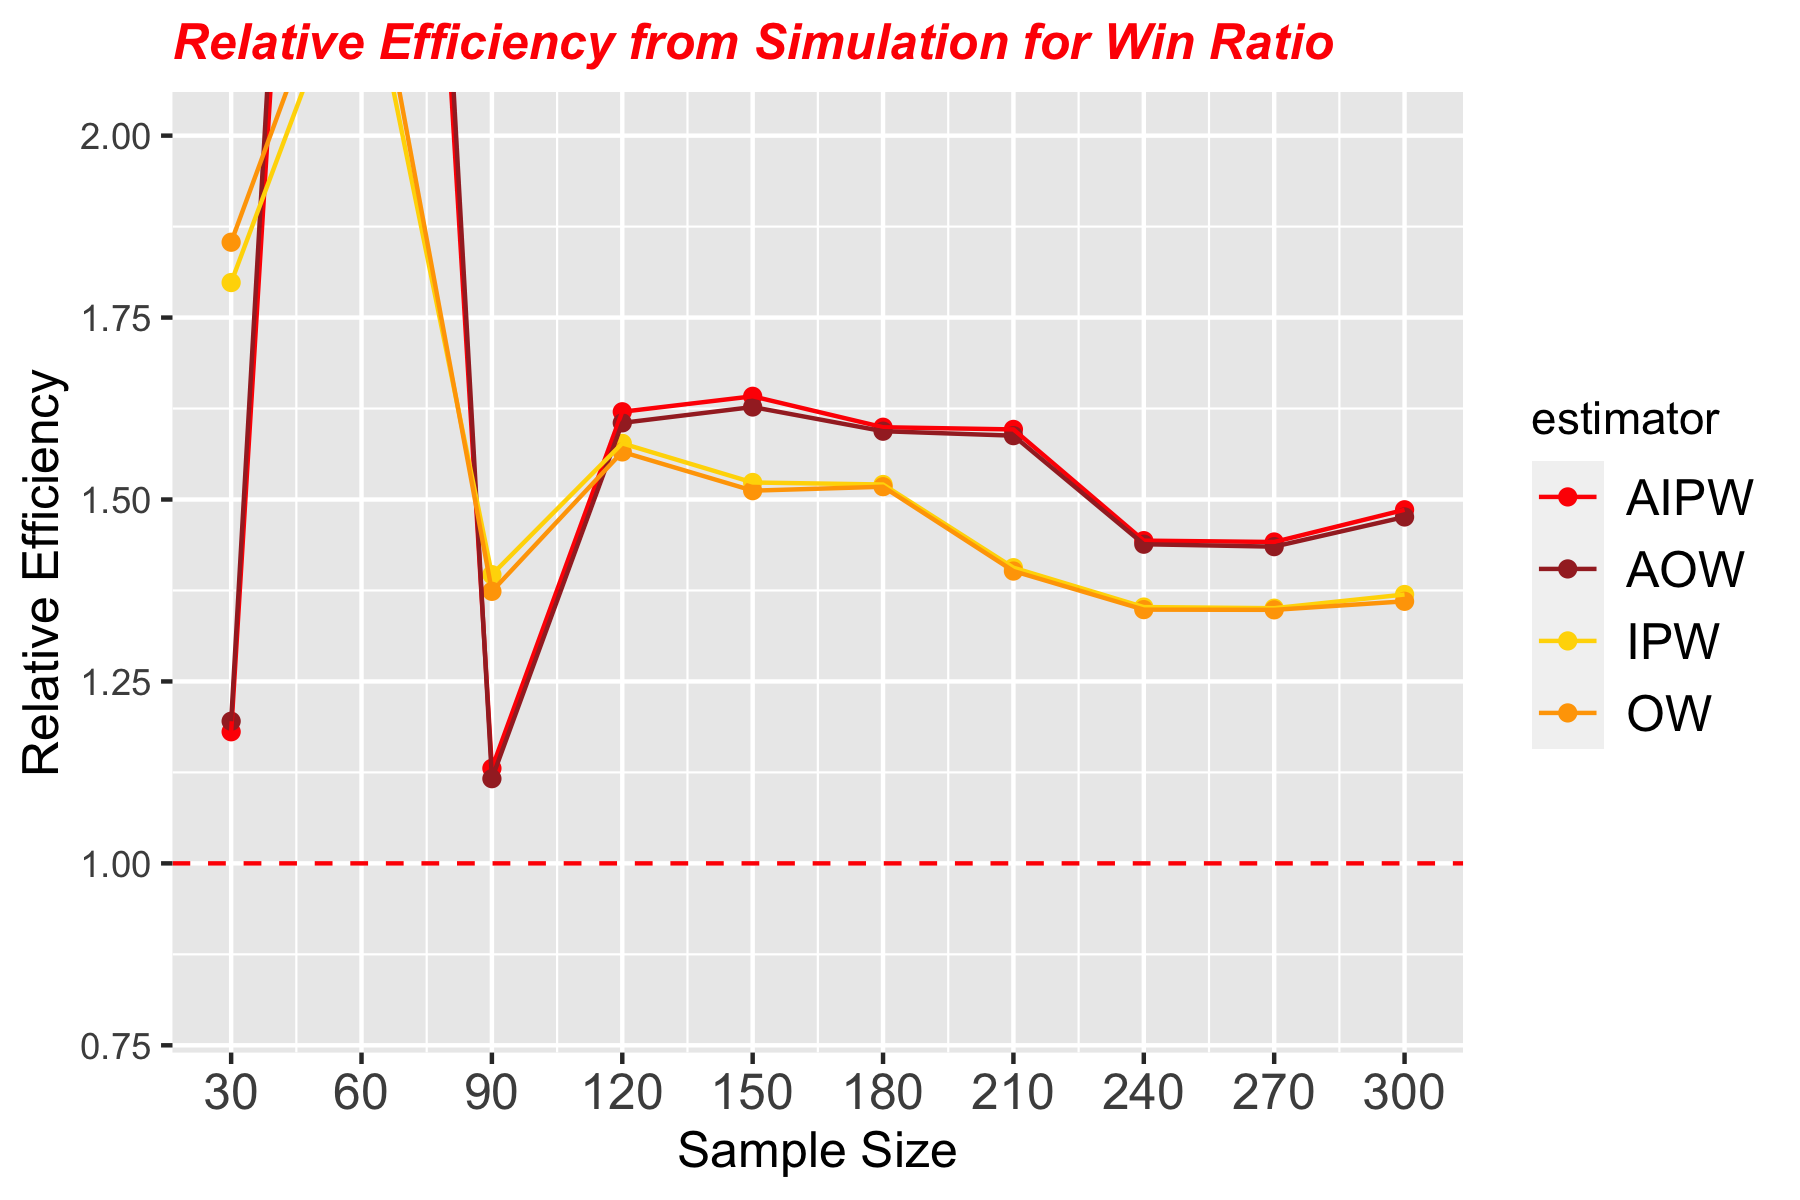 Relative Efficiency from Simulation for Win Ratio
Relative Efficiency
2.00
1.75
1.50
1.25
1.00
0.75
30 60 90 120 150 180 210 240 270 300
Sample Size
estimator
AIPW
AOW
IPW
OW